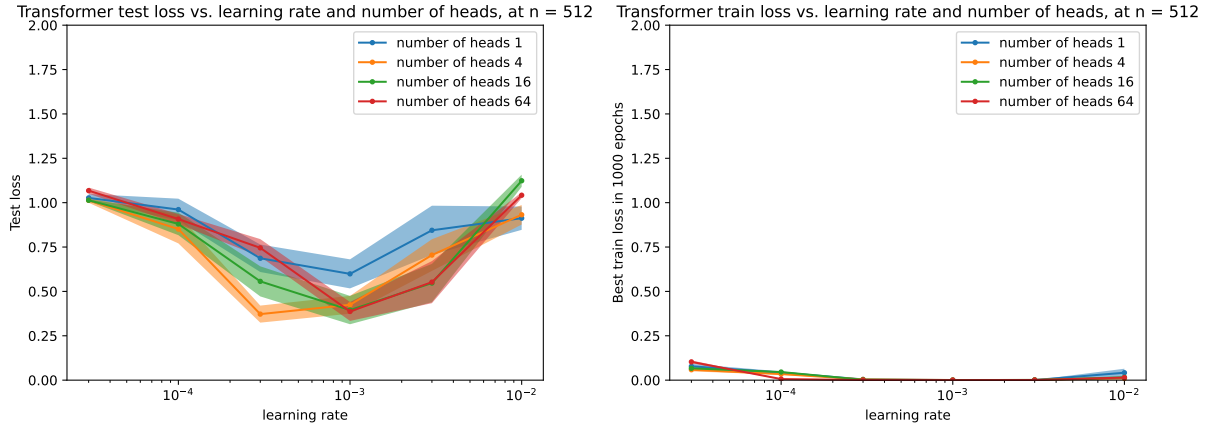 Transformer test loss vs. learning rate and number of heads, at n = 512
2.00
1.75
1.50
1.25
1.00
0.75
0.50
0.25
0.00
Test loss
number of heads 1
number of heads 4
number of heads 16
number of heads 64
10⁻⁴
10⁻³
10⁻²
learning rate
Transformer train loss vs. learning rate and number of heads, at n = 512
2.00
1.75
1.50
1.25
1.00
0.75
0.50
0.25
0.00
Best train loss in 1000 epochs
number of heads 1
number of heads 4
number of heads 16
number of heads 64
10⁻⁴
10⁻³
10⁻²
learning rate